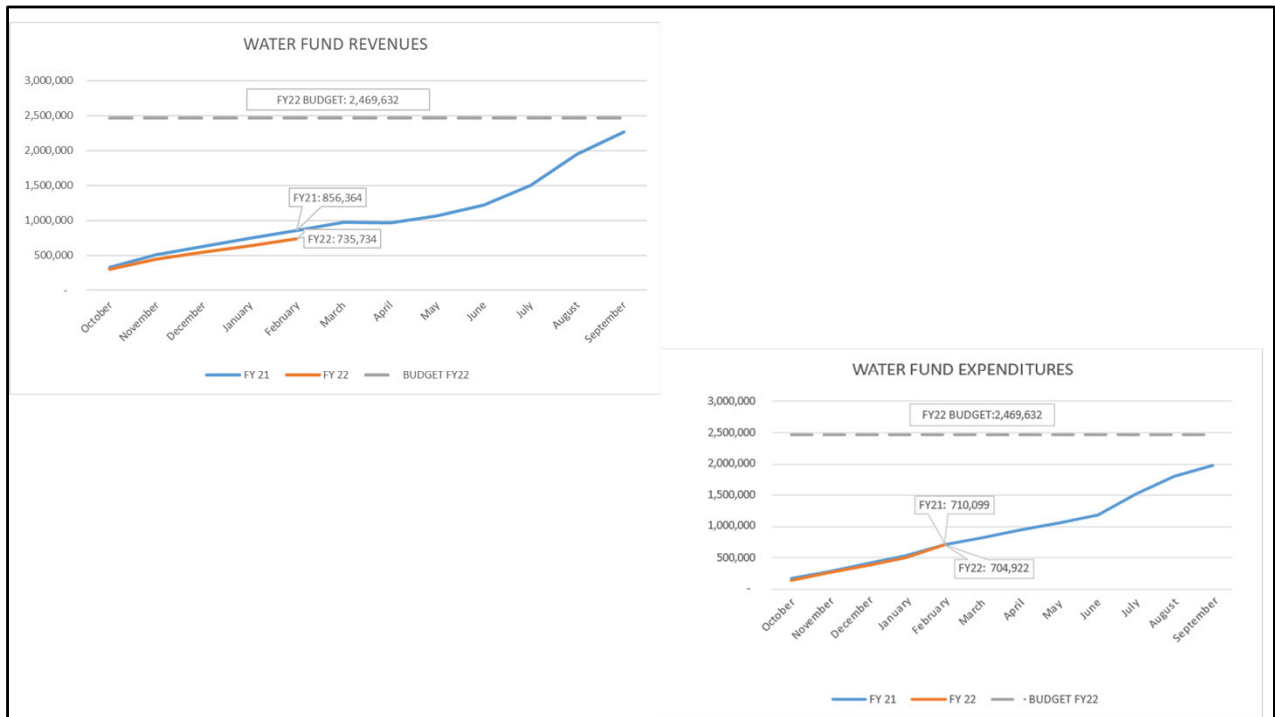 WATER FUND REVENUES
3,000,000
FY22 BUDGET: 2,469,632
2,500,000
2,000,000
1,500,000
FY21: 856,364
1,000,000
FY22: 735,734
500,000
-
October
November
December
January
February
March
April
May
June
July
August
September
FY 21
FY 22
BUDGET FY22
WATER FUND EXPENDITURES
3,000,000
FY22 BUDGET:2,469,632
2,500,000
2,000,000
1,500,000
FY21: 710,099
1,000,000
FY22: 704,922
500,000
-
October
November
December
January
February
March
April
May
June
July
August
September
FY 21
FY 22
BUDGET FY22